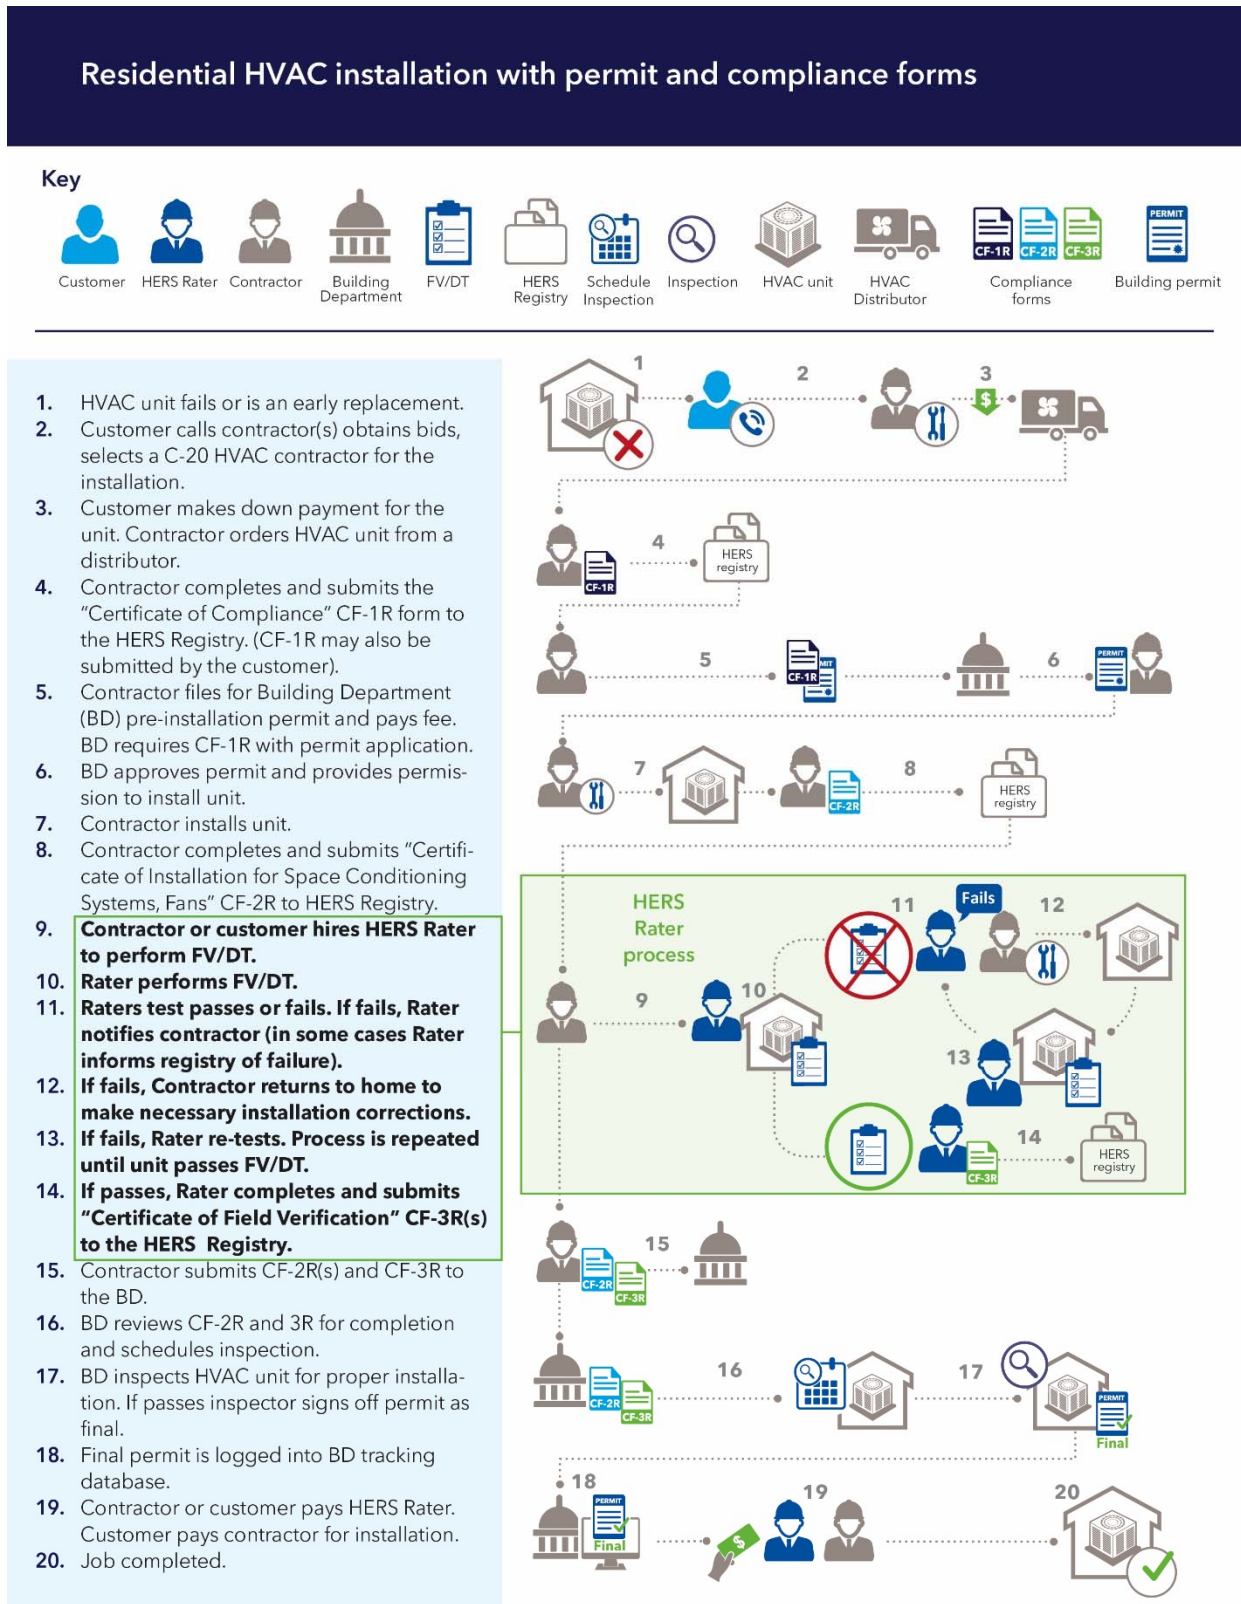 Residential HVAC installation with permit and compliance forms
Key
CF-1R CF-2R CF-3R
PERMIT
Customer
HERS Rater
Contractor
Building
Department
FV/DT
HERS
Registry
Schedule
Inspection
Inspection
HVAC unit
HVAC
Distributor
Compliance
forms
Building permit
1. HVAC unit fails or is an early replacement.
2. Customer calls contractor(s) obtains bids,
selects a C-20 HVAC contractor for the
installation.
3. Customer makes down payment for the
unit. Contractor orders HVAC unit from a
distributor.
4. Contractor completes and submits the
“Certificate of Compliance” CF-1R form to
the HERS Registry. (CF-1R may also be
submitted by the customer).
5. Contractor files for Building Department
(BD) pre-installation permit and pays fee.
BD requires CF-1R with permit application.
6. BD approves permit and provides permis-
sion to install unit.
7. Contractor installs unit.
8. Contractor completes and submits “Certifi-
cate of Installation for Space Conditioning
Systems, Fans” CF-2R to HERS Registry.
9. Contractor or customer hires HERS Rater
to perform FV/DT.
10. Rater performs FV/DT.
11. Raters test passes or fails. If fails, Rater
notifies contractor (in some cases Rater
informs registry of failure).
12. If fails, Contractor returns to home to
make necessary installation corrections.
13. If fails, Rater re-tests. Process is repeated
until unit passes FV/DT.
14. If passes, Rater completes and submits
“Certificate of Field Verification” CF-3R(s)
to the HERS Registry.
15. Contractor submits CF-2R(s) and CF-3R to
the BD.
16. BD reviews CF-2R and 3R for completion
and schedules inspection.
17. BD inspects HVAC unit for proper installa-
tion. If passes inspector signs off permit as
final.
18. Final permit is logged into BD tracking
database.
19. Contractor or customer pays HERS Rater.
Customer pays contractor for installation.
20. Job completed.
1
2
3
$
4
CF-1R
HERS
registry
5
CF-1R
MIT
6
PERMIT
7
CF-2R
8
HERS
registry
HERS
Rater
process
9
10
11
Fails
12
13
CF-3R
14
HERS
registry
15
CF-2R
CF-3R
16
CF-2R
CF-3R
17
PERMIT
Final
18
PERMIT
Final
$
19
20